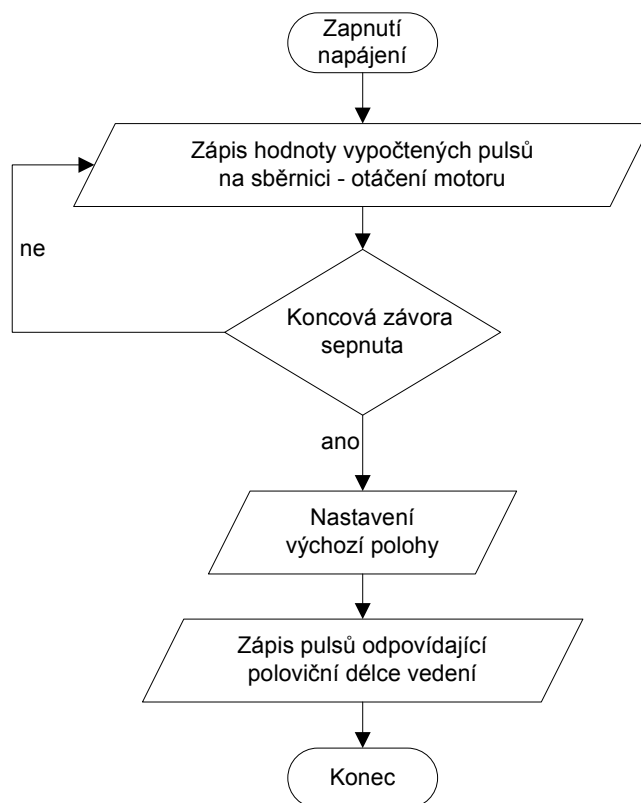 Zapnutí
napájení
Zápis hodnoty vypočtených pulsů
na sběrnici - otáčení motoru
ne
Koncová závora
sepnuta
ano
Nastavení
výchozí polohy
Zápis pulsů odpovídající
poloviční délce vedení
Konec